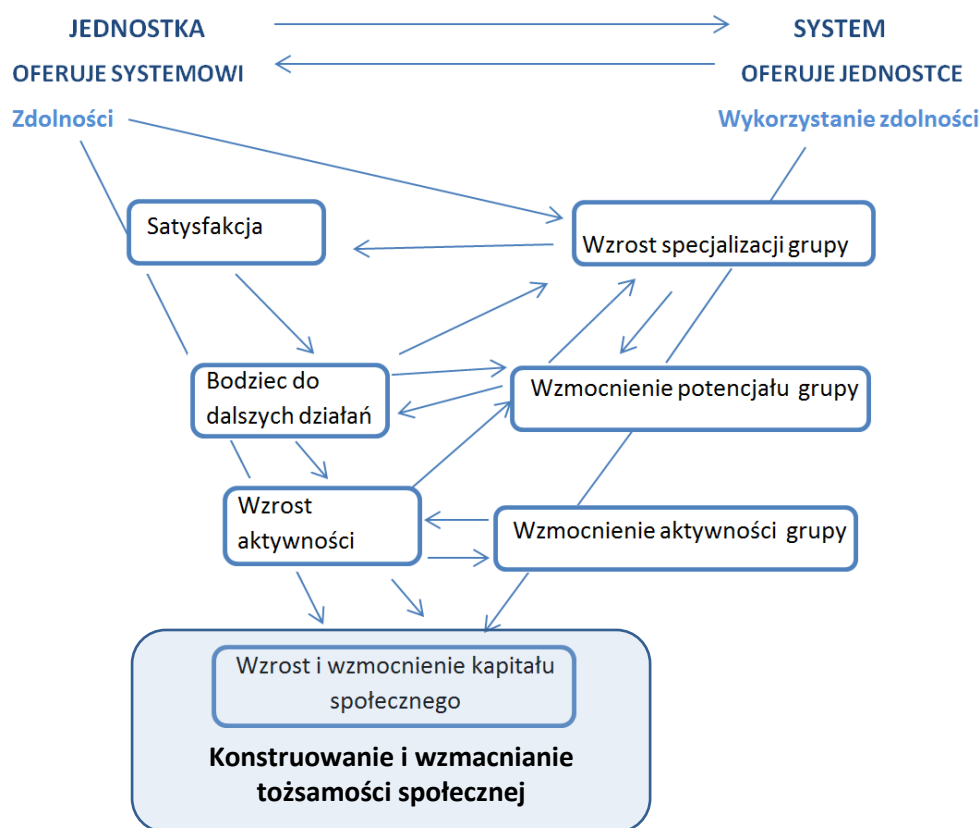 JEDNOSTKA
SYSTEM
OFERUJE SYSTEMOWI
OFERUJE JEDNOSTCE
Zdolności
Wykorzystanie zdolności
Satysfakcja
Wzrost specjalizacji grupy
Bodziec do
dalszych działań
Wzmocnienie potencjału grupy
Wzrost
aktywności
Wzmocnienie aktywności grupy
Wzrost i wzmocnienie kapitału
społecznego
Konstruowanie i wzmacnianie
tożsamości społecznej